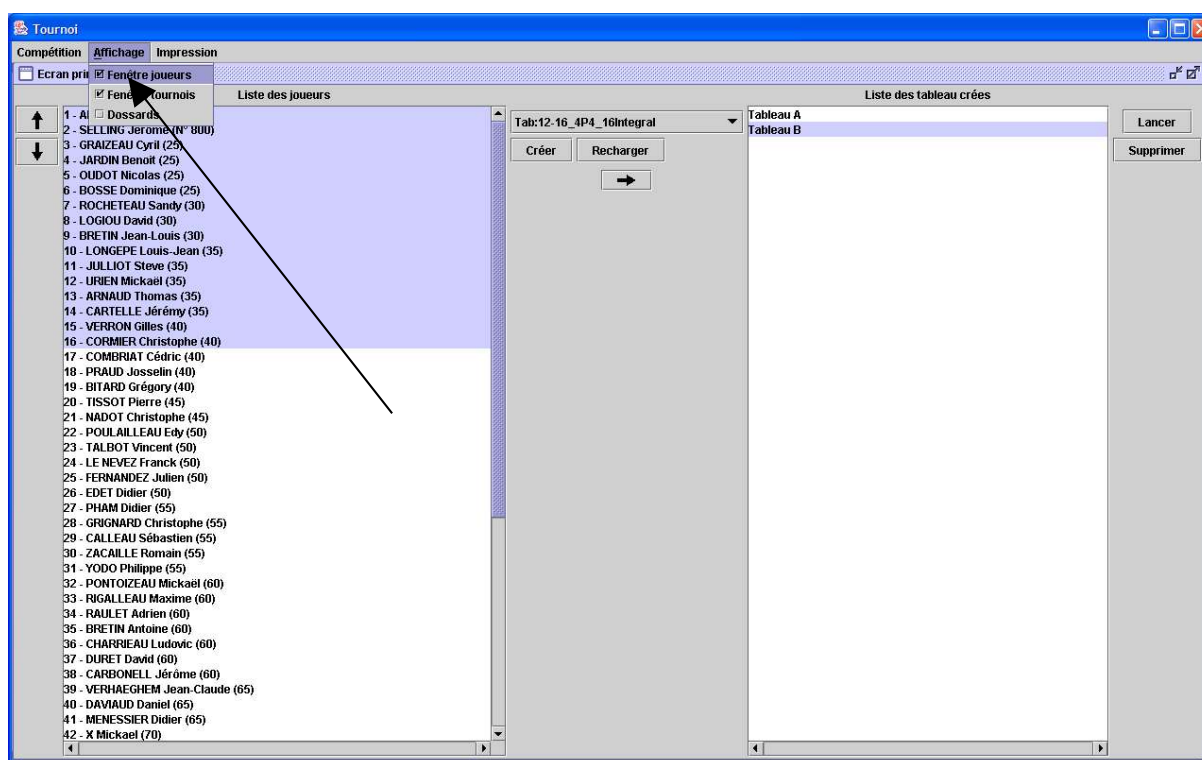 Tournoi
Compétition Affichage Impression
Ecran pri
Fenêtre joueurs
Fenê tournois
Dossards
Liste des joueurs
Liste des tableau crées
1 - A
2 - SELLING Jerome (N° 800)
3 - GRAIZEAU Cyril (25)
4 - JARDIN Benoit (25)
5 - OUDOT Nicolas (25)
6 - BOSSE Dominique (25)
7 - ROCHETEAU Sandy (30)
8 - LOGIOU David (30)
9 - BRETIN Jean-Louis (30)
10 - LONGEPE Louis-Jean (35)
11 - JULLIOT Steve (35)
12 - URIEN Mickaël (35)
13 - ARNAUD Thomas (35)
14 - CARTELLE Jérémy (35)
15 - VERRON Gilles (40)
16 - CORMIER Christophe (40)
17 - COMBRIAT Cédric (40)
18 - PRAUD Josselin (40)
19 - BITARD Grégory (40)
20 - TISSOT Pierre (45)
21 - NADOT Christophe (45)
22 - POULAILLEAU Edy (50)
23 - TALBOT Vincent (50)
24 - LE NEVEZ Franck (50)
25 - FERNANDEZ Julien (50)
26 - EDET Didier (50)
27 - PHAM Didier (55)
28 - GRIGNARD Christophe (55)
29 - CALLEAU Sébastien (55)
30 - ZACAILLE Romain (55)
31 - YODO Philippe (55)
32 - PONTOIZEAU Mickaël (60)
33 - RIGALLEAU Maxime (60)
34 - RAULET Adrien (60)
35 - BRETIN Antoine (60)
36 - CHARRIEAU Ludovic (60)
37 - DURET David (60)
38 - CARBONELL Jérôme (60)
39 - VERHAEGHEM Jean-Claude (65)
40 - DAVIAUD Daniel (65)
41 - MENESSIER Didier (65)
42 - X Mickael (70)
Tab:12-16_4P4_16Integral
Créer Recharger
Tableau A
Tableau B
Lancer
Supprimer